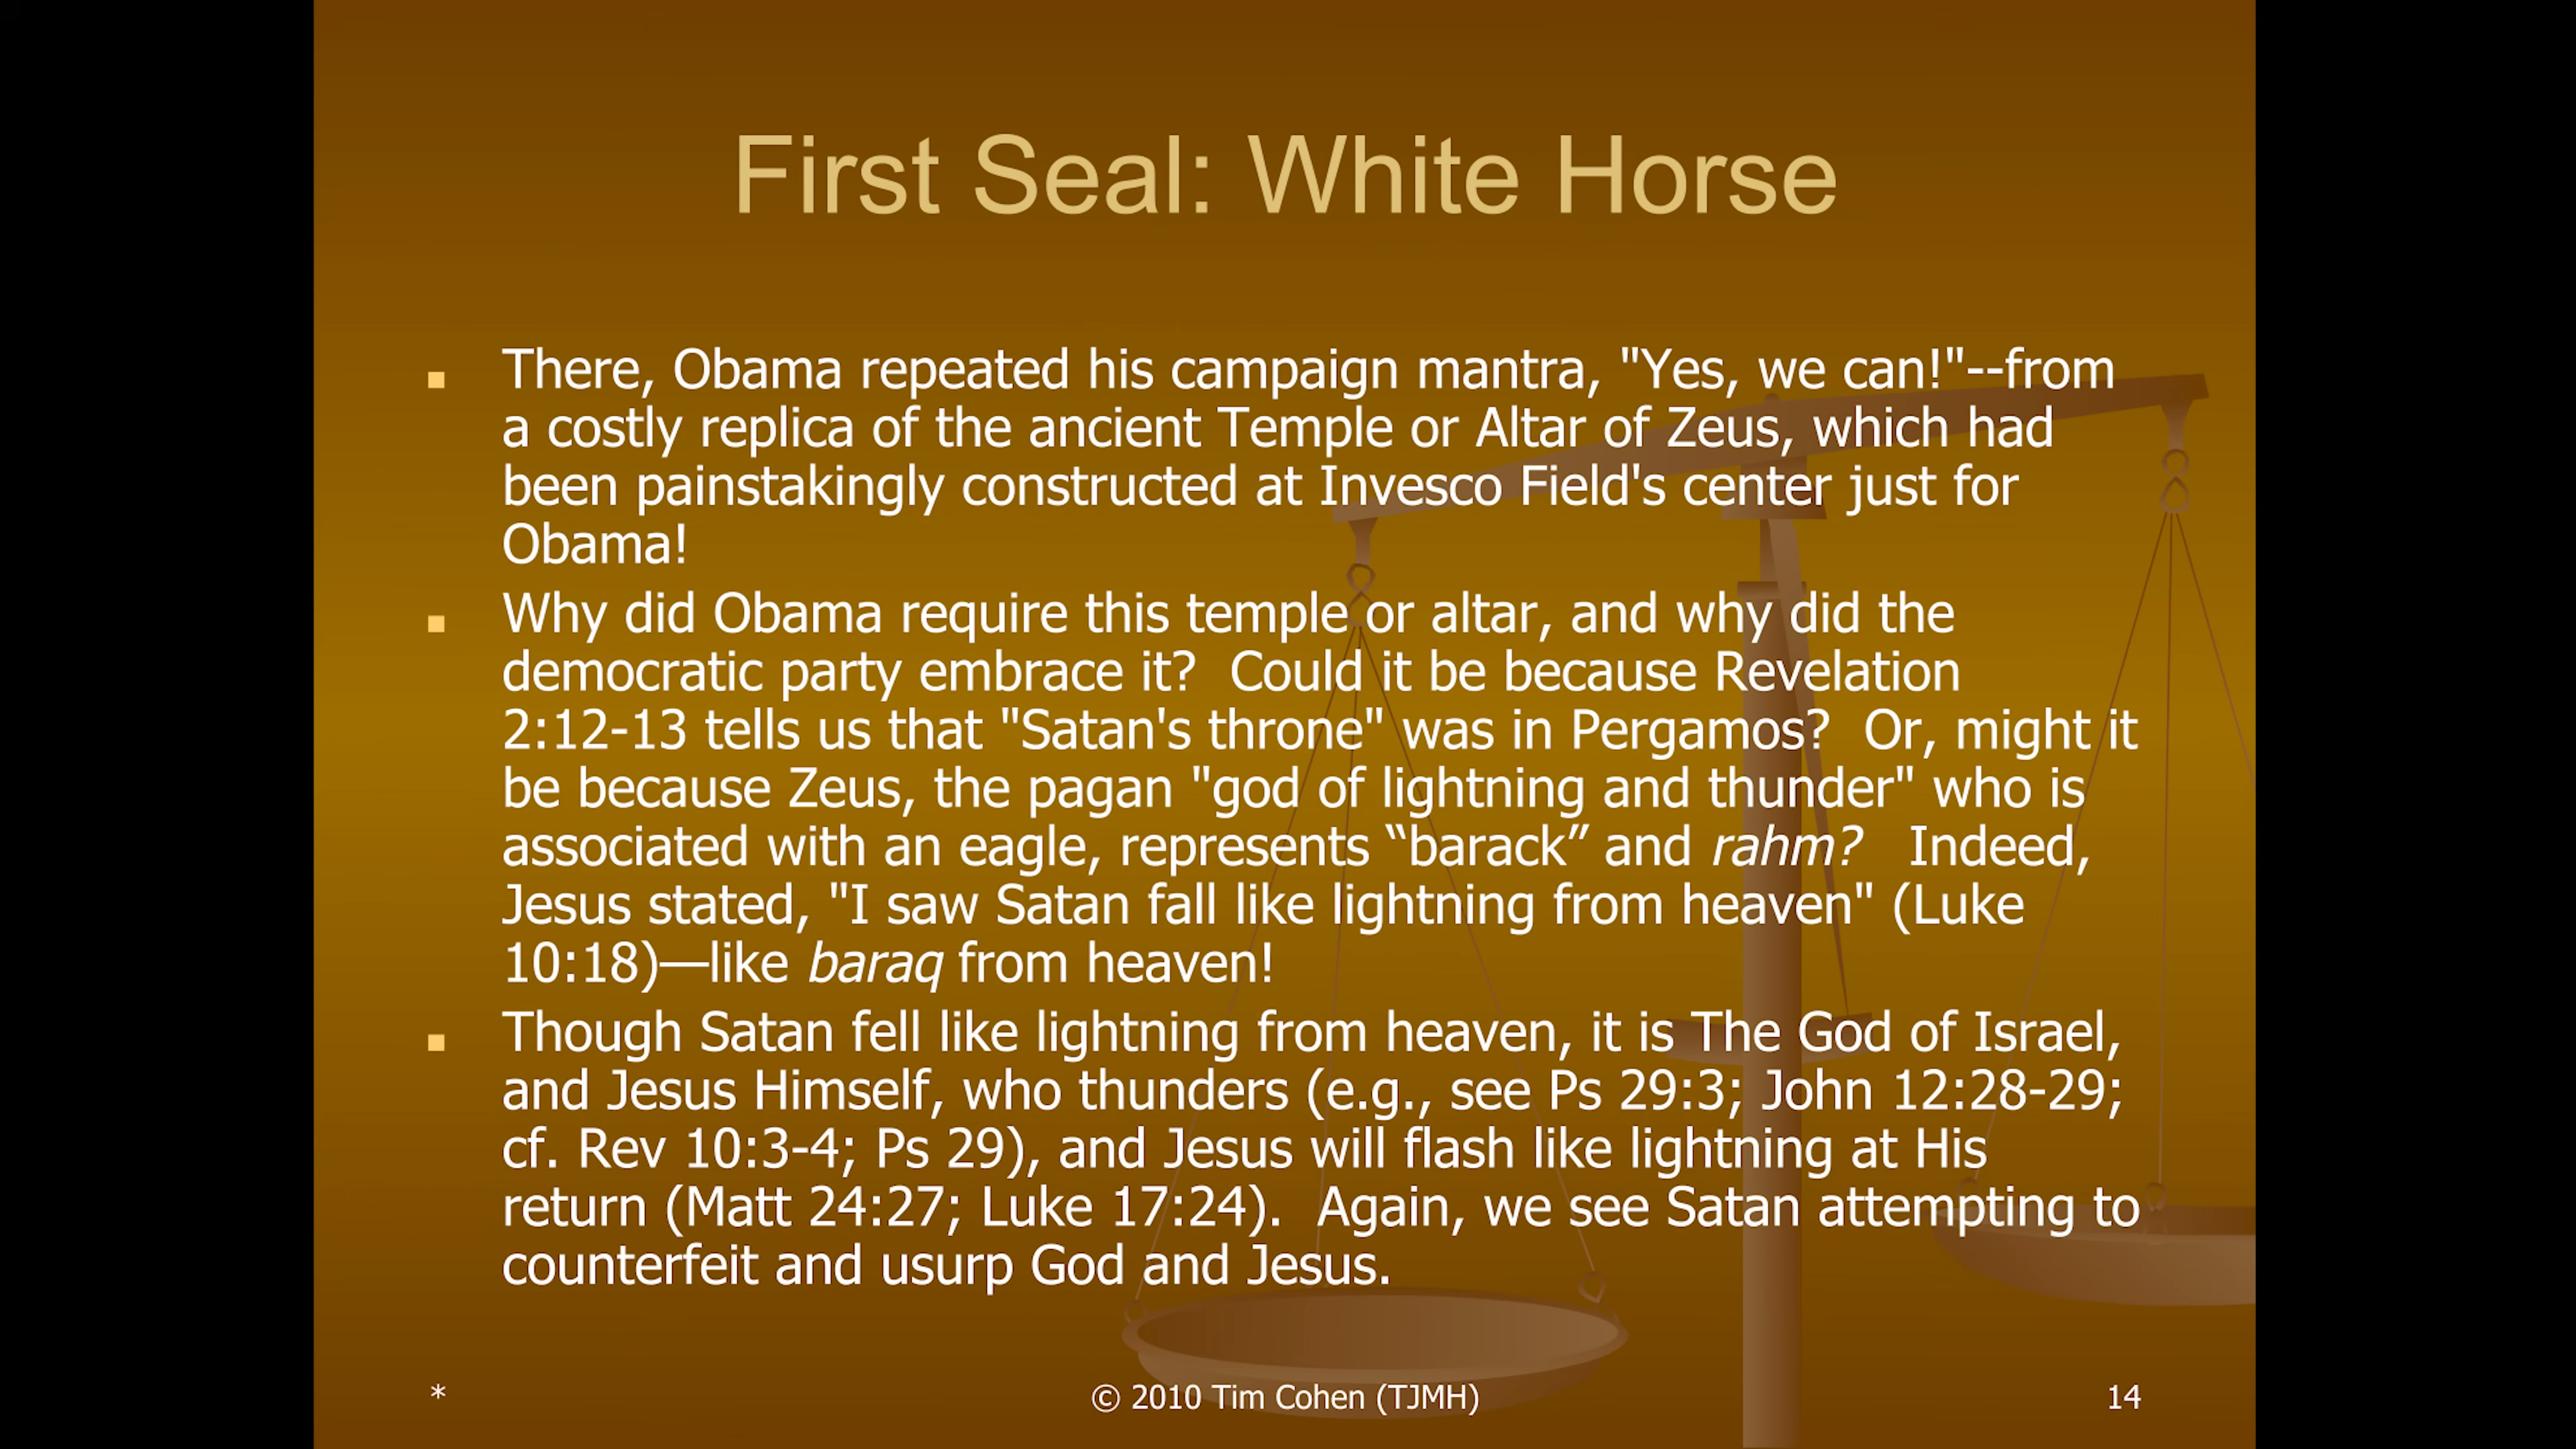 First Seal: White Horse
■ There, Obama repeated his campaign mantra, "Yes, we can!"--from
a costly replica of the ancient Temple or Altar of Zeus, which had
been painstakingly constructed at Invesco Field's center just for
Obama!
■ Why did Obama require this temple or altar, and why did the
democratic party embrace it?  Could it be because Revelation
2:12-13 tells us that "Satan's throne" was in Pergamos?  Or, might it
be because Zeus, the pagan "god of lightning and thunder" who is
associated with an eagle, represents “barack” and rahm?   Indeed,
Jesus stated, "I saw Satan fall like lightning from heaven" (Luke
10:18)—like baraq from heaven!
■ Though Satan fell like lightning from heaven, it is The God of Israel,
and Jesus Himself, who thunders (e.g., see Ps 29:3; John 12:28-29;
cf. Rev 10:3-4; Ps 29), and Jesus will flash like lightning at His
return (Matt 24:27; Luke 17:24).  Again, we see Satan attempting to
counterfeit and usurp God and Jesus.
* © 2010 Tim Cohen (TJMH) 14